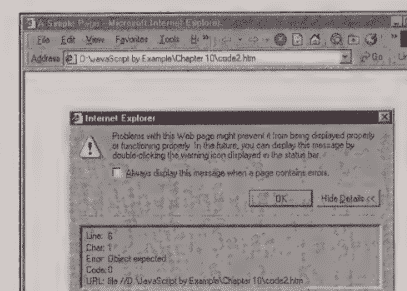 A Simple Page - Microsoft Internet Explorer
File Edit View Favorites Tools
Address D:\JavaScript by Example\Chapter 10\code2.htm Go
Internet Explorer
Problems with this Web page might prevent it from being displayed properly
or functioning properly. In the future, you can display this message by
double-clicking the warning icon displayed in the status bar.
Always display this message when a page contains errors.
OK Hide Details <<
Line: 6
Char: 1
Error: Object expected
Code: 0
URL: file://D:\JavaScript by Example\Chapter 10\code2.htm